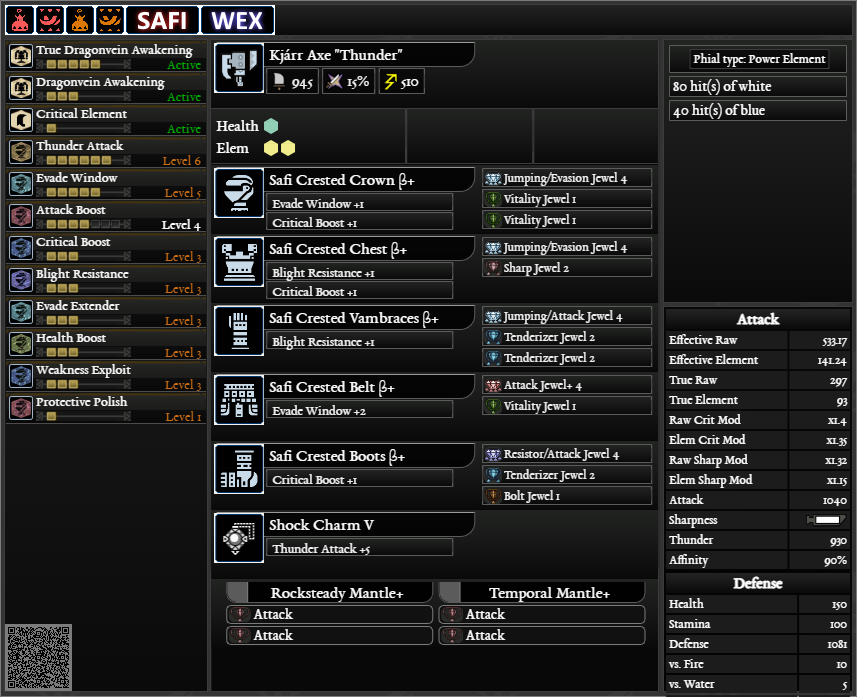 SAFI WEX
True Dragonvein Awakening
Active
Dragonvein Awakening
Active
Critical Element
Active
Thunder Attack
Level 6
Evade Window
Level 5
Attack Boost
Level 4
Critical Boost
Level 3
Blight Resistance
Level 3
Evade Extender
Level 3
Health Boost
Level 3
Weakness Exploit
Level 3
Protective Polish
Level 1
Kjárr Axe "Thunder"
945 15% 510
Health
Elem
Safi Crested Crown β+
Evade Window +1
Critical Boost +1
Jumping/Evasion Jewel 4
Vitality Jewel 1
Vitality Jewel 1
Safi Crested Chest β+
Blight Resistance +1
Critical Boost +1
Jumping/Evasion Jewel 4
Sharp Jewel 2
Safi Crested Vambraces β+
Blight Resistance +1
Jumping/Attack Jewel 4
Tenderizer Jewel 2
Tenderizer Jewel 2
Safi Crested Belt β+
Evade Window +2
Attack Jewel+ 4
Vitality Jewel 1
Safi Crested Boots β+
Critical Boost +1
Resistor/Attack Jewel 4
Tenderizer Jewel 2
Bolt Jewel 1
Shock Charm V
Thunder Attack +5
Rocksteady Mantle+
Attack
Attack
Temporal Mantle+
Attack
Attack
Phial type: Power Element
80 hit(s) of white
40 hit(s) of blue
Attack
Effective Raw 533.17
Effective Element 141.24
True Raw 297
True Element 93
Raw Crit Mod x1.4
Elem Crit Mod x1.35
Raw Sharp Mod x1.32
Elem Sharp Mod x1.15
Attack 1040
Sharpness
Thunder 930
Affinity 90%
Defense
Health 150
Stamina 100
Defense 1081
vs. Fire 10
vs. Water 5